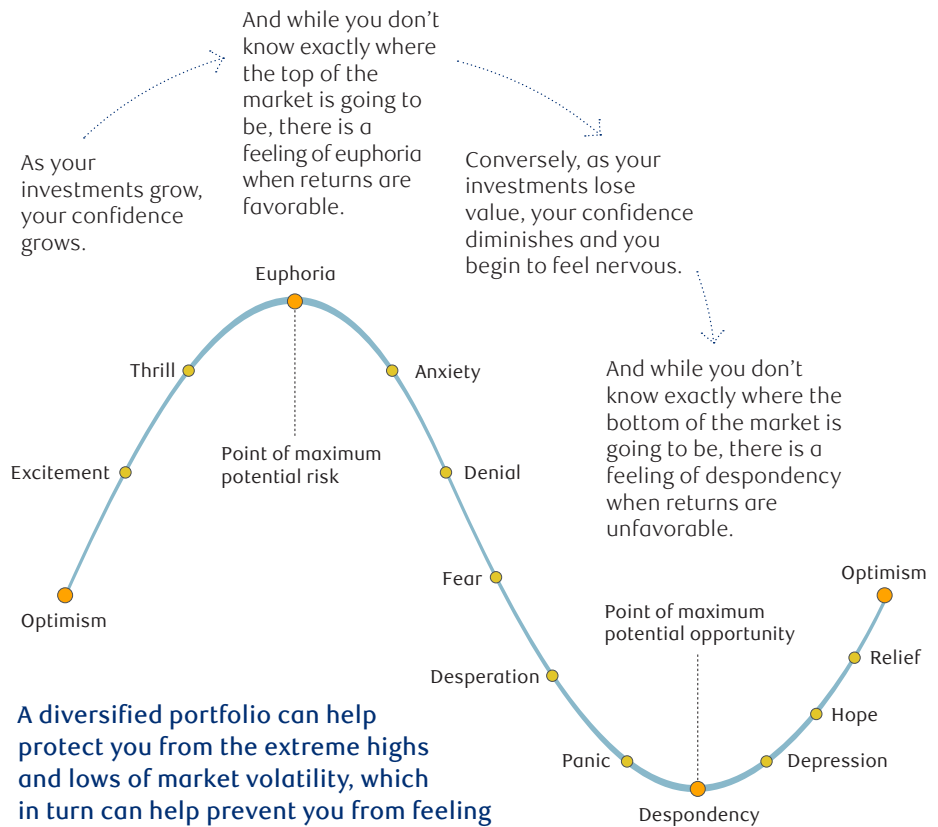 And while you don’t
know exactly where
the top of the
market is going to
be, there is a
feeling of euphoria
when returns are
favorable.
As your
investments grow,
your confidence
grows.
Conversely, as your
investments lose
value, your confidence
diminishes and you
begin to feel nervous.
And while you don’t
know exactly where the
bottom of the market is
going to be, there is a
feeling of despondency
when returns are
unfavorable.
Optimism
Excitement
Thrill
Euphoria
Point of maximum
potential risk
Anxiety
Denial
Fear
Desperation
Panic
Despondency
Point of maximum
potential opportunity
Depression
Hope
Relief
Optimism
A diversified portfolio can help
protect you from the extreme highs
and lows of market volatility, which
in turn can help prevent you from feeling